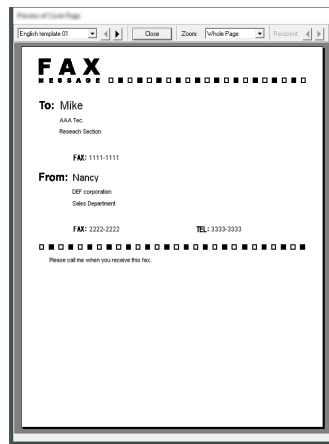 Preview of Cover Page
English template 01 Close Zoom: Whole Page Recipient:
FAX
MESSAGE
To: Mike
AAA Tec.
Reseach Section
FAX: 1111-1111
From: Nancy
DEF corporation
Sales Department
FAX: 2222-2222 TEL: 3333-3333
Please call me when you receive this fax.